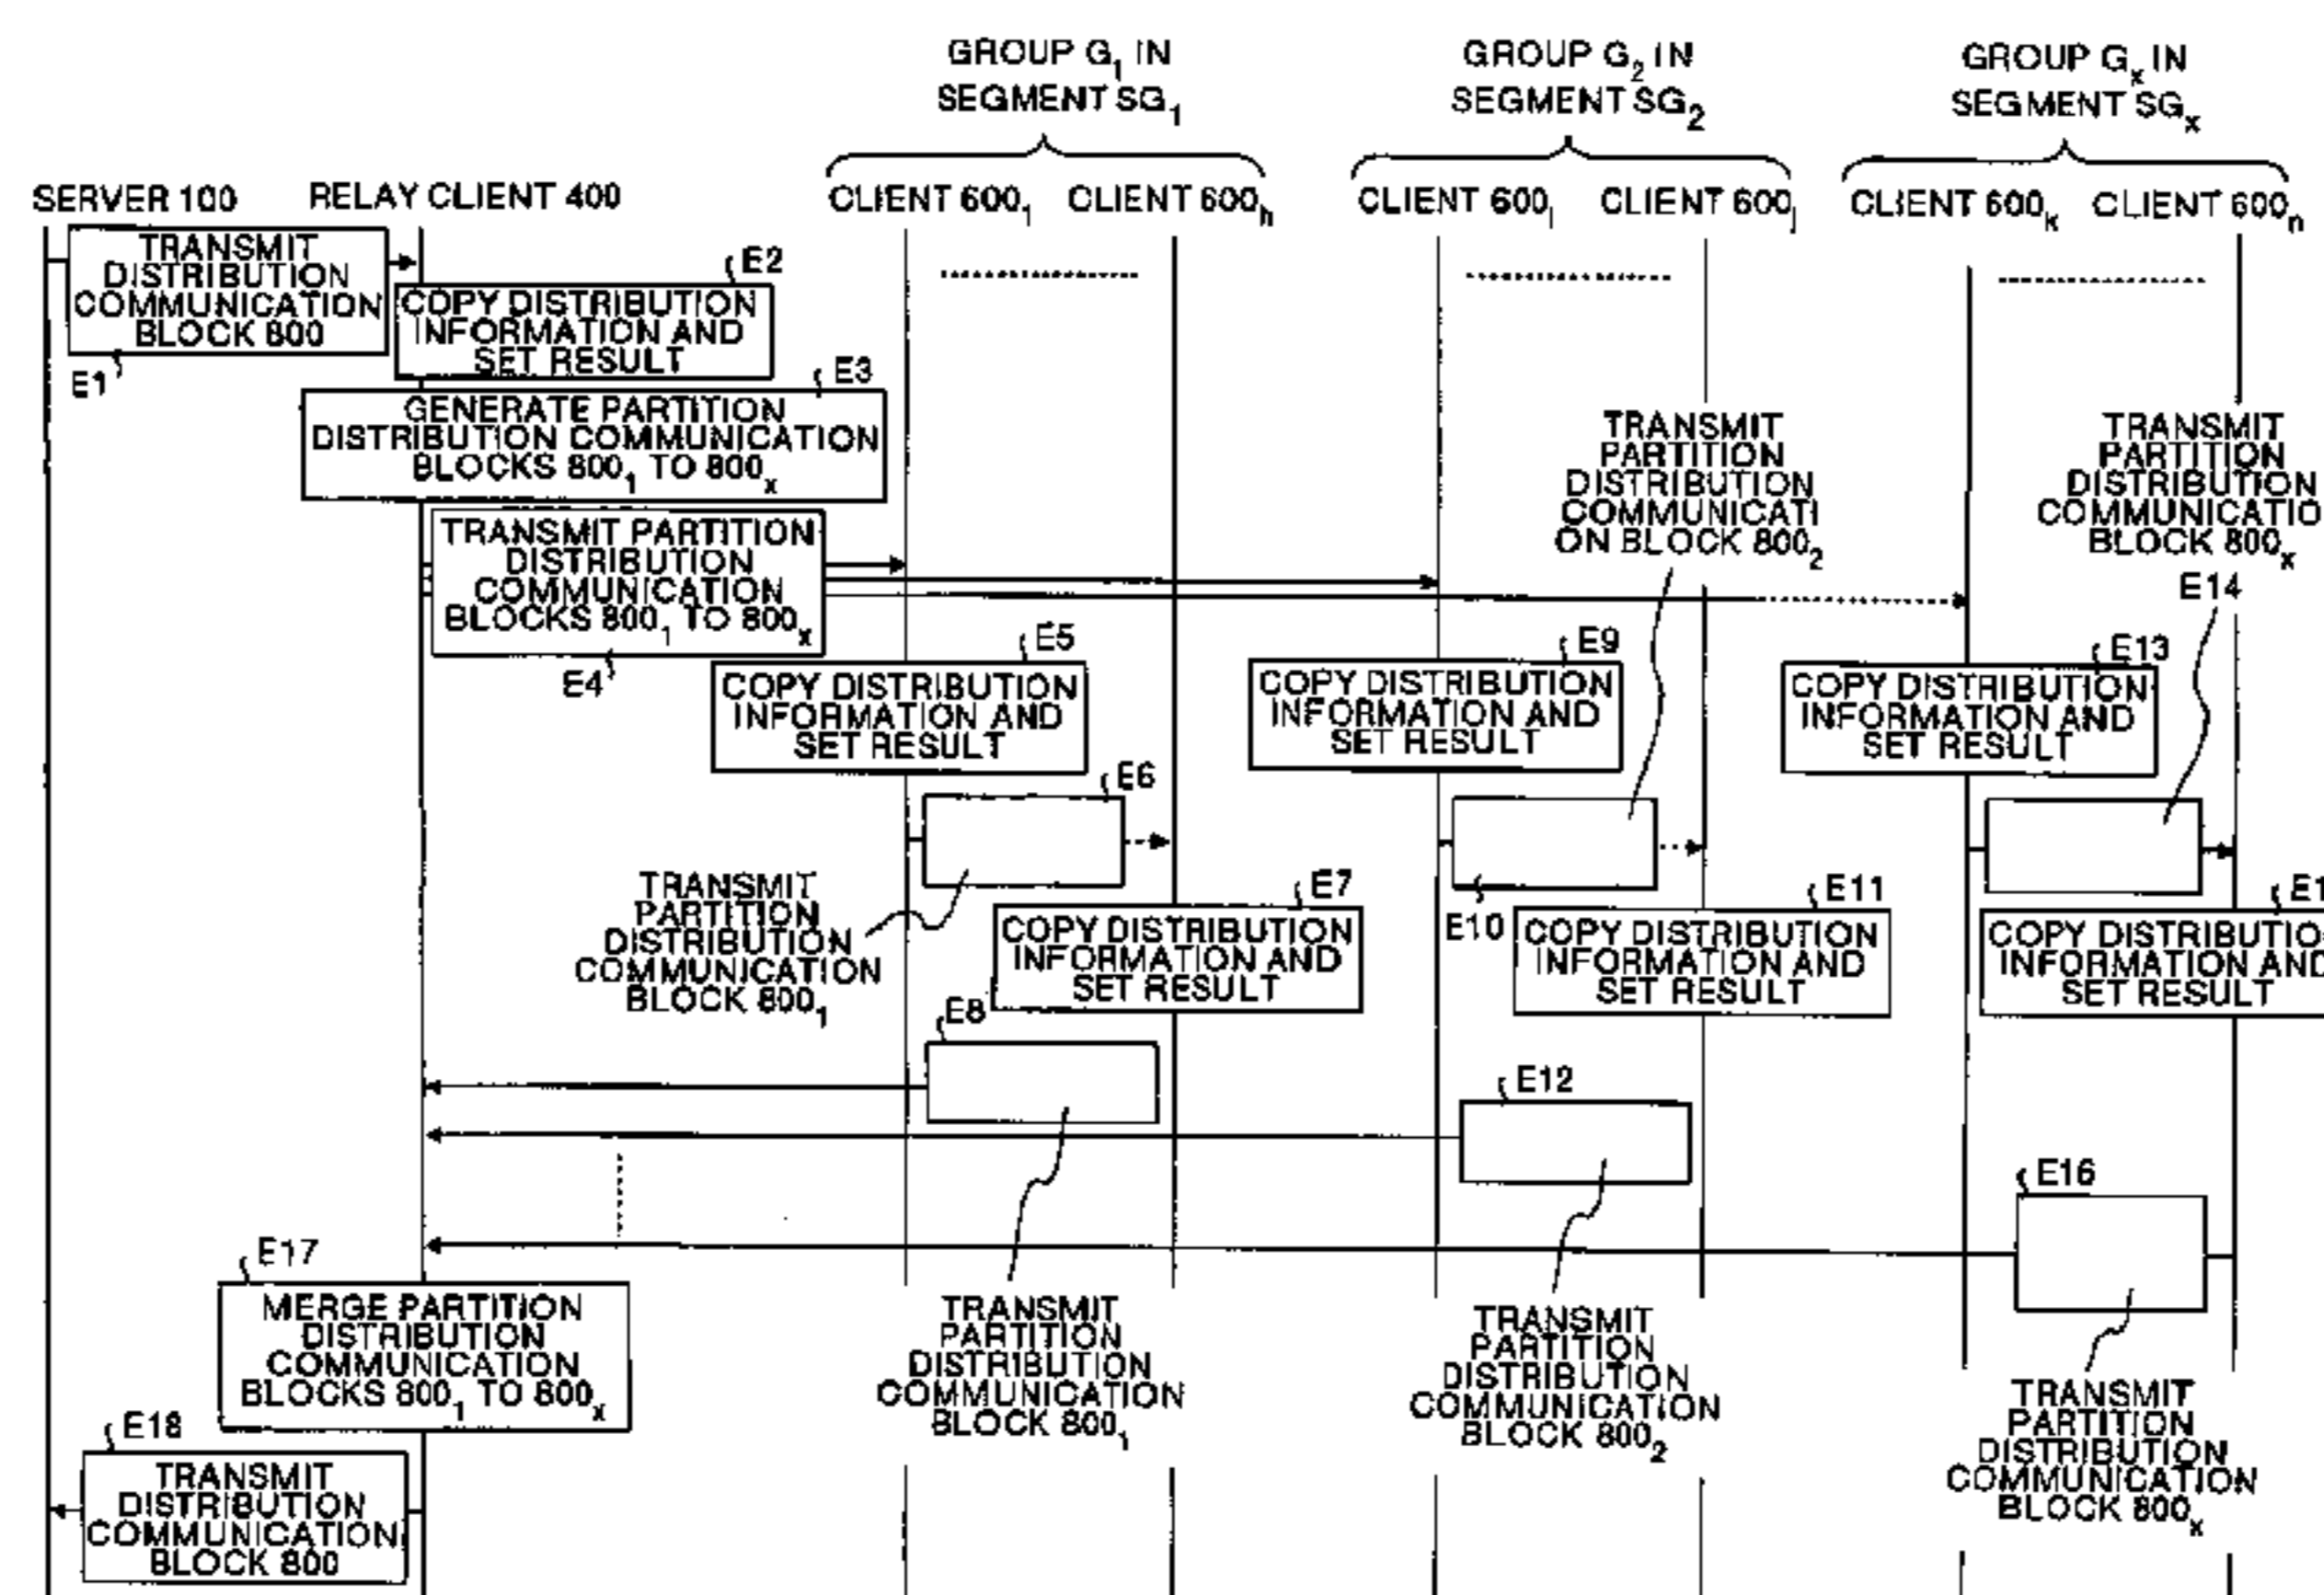 GROUP G₁ IN
SEGMENT SG₁
GROUP G₂ IN
SEGMENT SG₂
GROUP Gₓ IN
SEGMENT SGₓ
SERVER 100
RELAY CLIENT 400
CLIENT 600₁
CLIENT 600ₕ
CLIENT 600ᵢ
CLIENT 600ⱼ
CLIENT 600ₖ
CLIENT 600ₙ
TRANSMIT
DISTRIBUTION
COMMUNICATION
BLOCK 800
E1
E2
COPY DISTRIBUTION
INFORMATION AND
SET RESULT
E3
GENERATE PARTITION
DISTRIBUTION COMMUNICATION
BLOCKS 800₁ TO 800ₓ
TRANSMIT PARTITION
DISTRIBUTION
COMMUNICATION
BLOCKS 800₁ TO 800ₓ
E4
TRANSMIT
PARTITION
DISTRIBUTION
COMMUNICATI
ON BLOCK 800₂
TRANSMIT
PARTITION
DISTRIBUTION
COMMUNICATIO
BLOCK 800ₓ
E14
E5
COPY DISTRIBUTION
INFORMATION AND
SET RESULT
E9
COPY DISTRIBUTION
INFORMATION AND
SET RESULT
E13
COPY DISTRIBUTION
INFORMATION AND
SET RESULT
E6
TRANSMIT
PARTITION
DISTRIBUTION
COMMUNICATION
BLOCK 800₁
E7
COPY DISTRIBUTION
INFORMATION AND
SET RESULT
E10
E11
COPY DISTRIBUTION
INFORMATION AND
SET RESULT
E1
COPY DISTRIBUTIO
INFORMATION AND
SET RESULT
E8
E12
E16
TRANSMIT
PARTITION
DISTRIBUTION
COMMUNICATION
BLOCK 800₁
TRANSMIT
PARTITION
DISTRIBUTION
COMMUNICATION
BLOCK 800₂
TRANSMIT
PARTITION
DISTRIBUTION
COMMUNICATION
BLOCK 800ₓ
E17
MERGE PARTITION
DISTRIBUTION
COMMUNICATION
BLOCKS 800₁ TO 800ₓ
E18
TRANSMIT
DISTRIBUTION
COMMUNICATION
BLOCK 800